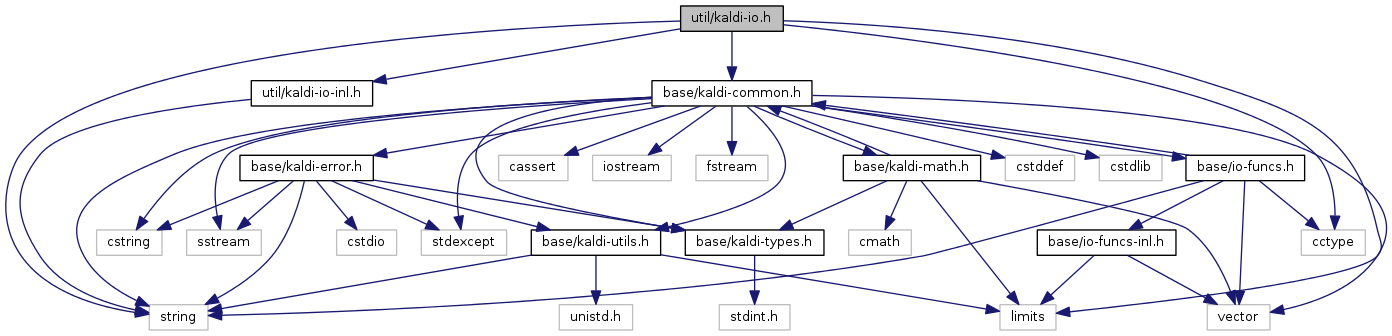 util/kaldi-io.h
util/kaldi-io-inl.h
base/kaldi-common.h
base/kaldi-error.h
cassert
iostream
fstream
base/kaldi-math.h
cstddef
cstdlib
base/io-funcs.h
cstring
sstream
cstdio
stdexcept
base/kaldi-utils.h
base/kaldi-types.h
cmath
base/io-funcs-inl.h
cctype
string
unistd.h
stdint.h
limits
vector